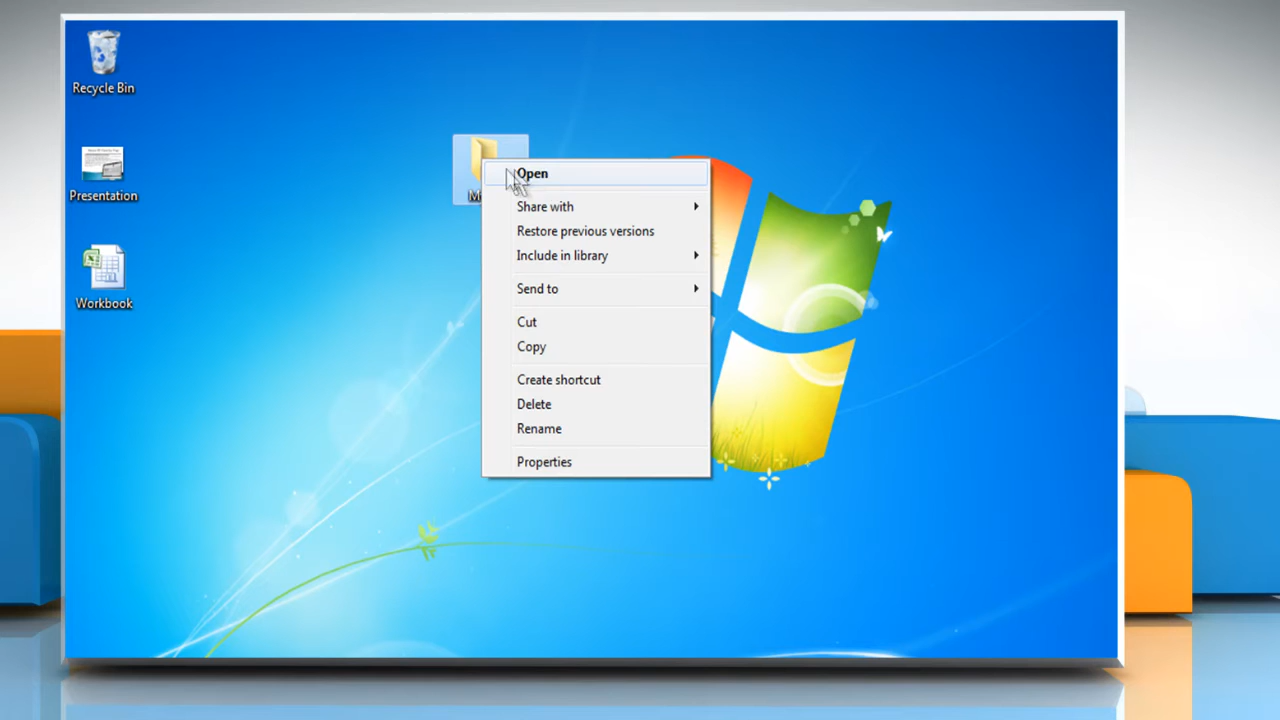 Recycle Bin
Presentation
Workbook
Open
Share with
Restore previous versions
Include in library
Send to
Cut
Copy
Create shortcut
Delete
Rename
Properties